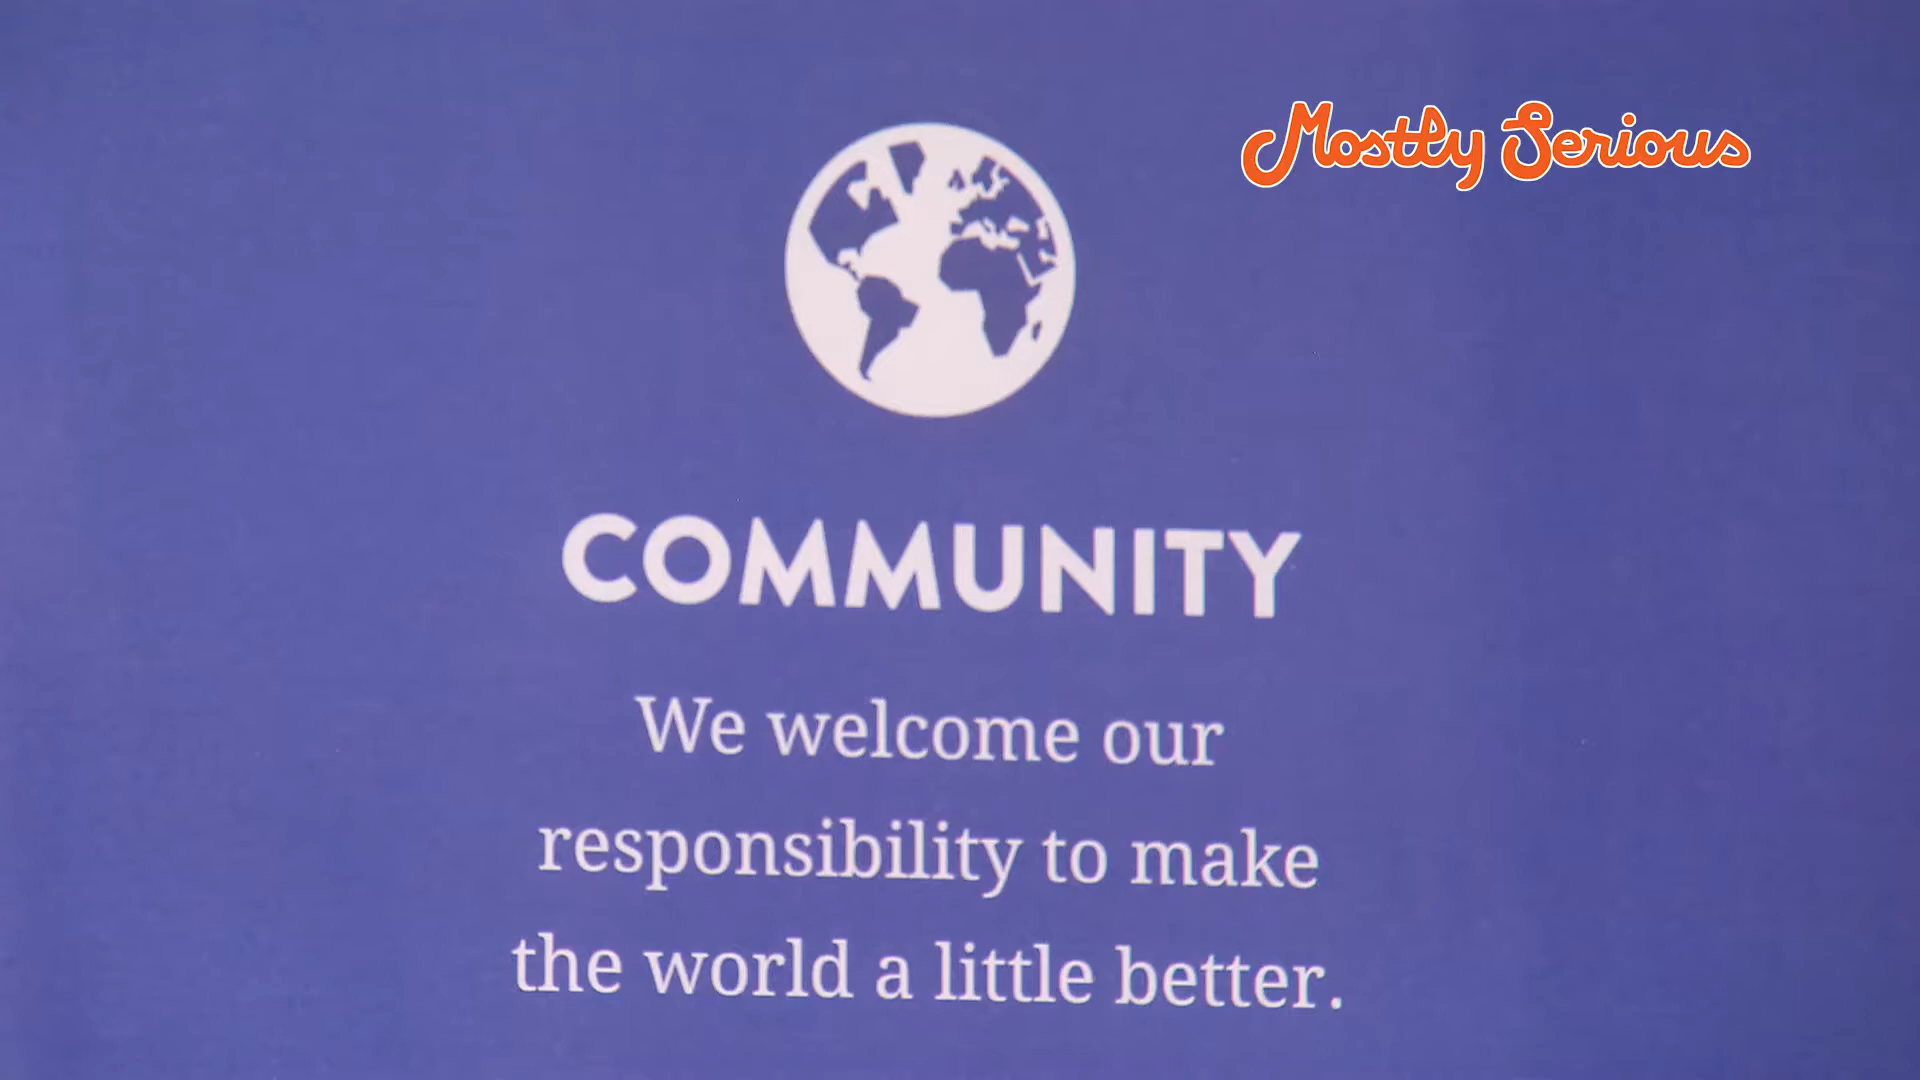 Mostly Serious
COMMUNITY
We welcome our
responsibility to make
the world a little better.